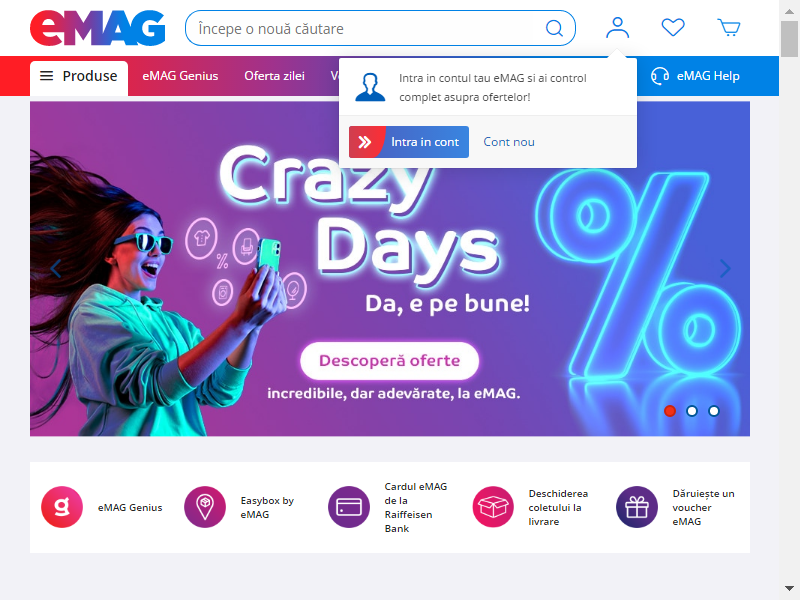 eMAG
Începe o nouă căutare
Produse
eMAG Genius
Oferta zilei
eMAG Help
Intra in contul tau eMAG si ai control
complet asupra ofertelor!
Intra in cont
Cont nou
Crazy
Days
%
Da, e pe bune!
Descoperă oferte
incredibile, dar adevărate, la eMAG.
g
eMAG Genius
Easybox by
eMAG
Cardul eMAG
de la
Raiffeisen
Bank
Deschiderea
coletului la
livrare
Dăruiește un
voucher
eMAG